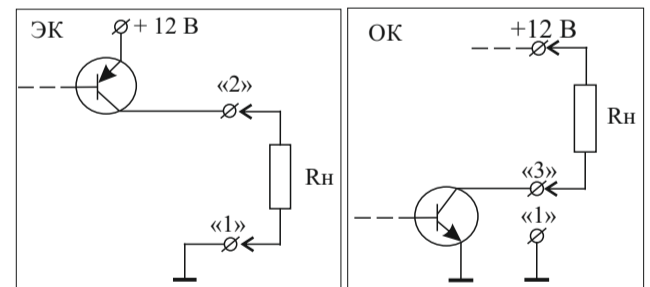 ЭК
+ 12 В
«2»
Rн
«1»
ОК
+12 В
Rн
«3»
«1»